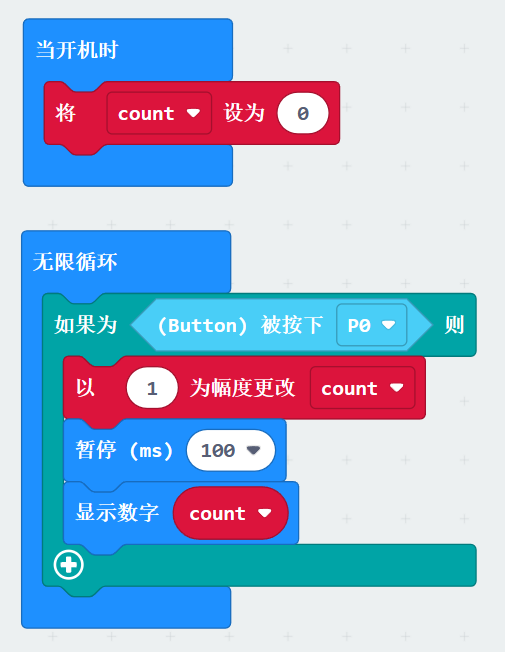 当开机时
将 count 设为 0
无限循环
如果为 (Button) 被按下 P0 则
以 1 为幅度更改 count
暂停 (ms) 100
显示数字 count